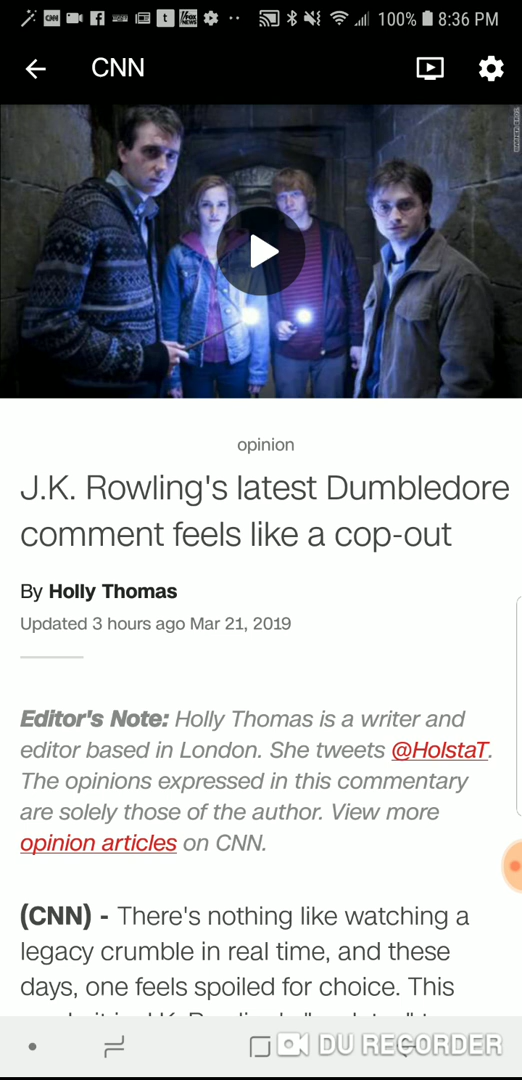 100% 8:36 PM
CNN
opinion
J.K. Rowling's latest Dumbledore
comment feels like a cop-out
By Holly Thomas
Updated 3 hours ago Mar 21, 2019
Editor's Note: Holly Thomas is a writer and
editor based in London. She tweets @HolstaT.
The opinions expressed in this commentary
are solely those of the author. View more
opinion articles on CNN.
(CNN) - There's nothing like watching a
legacy crumble in real time, and these
days, one feels spoiled for choice. This
DU RECORDER